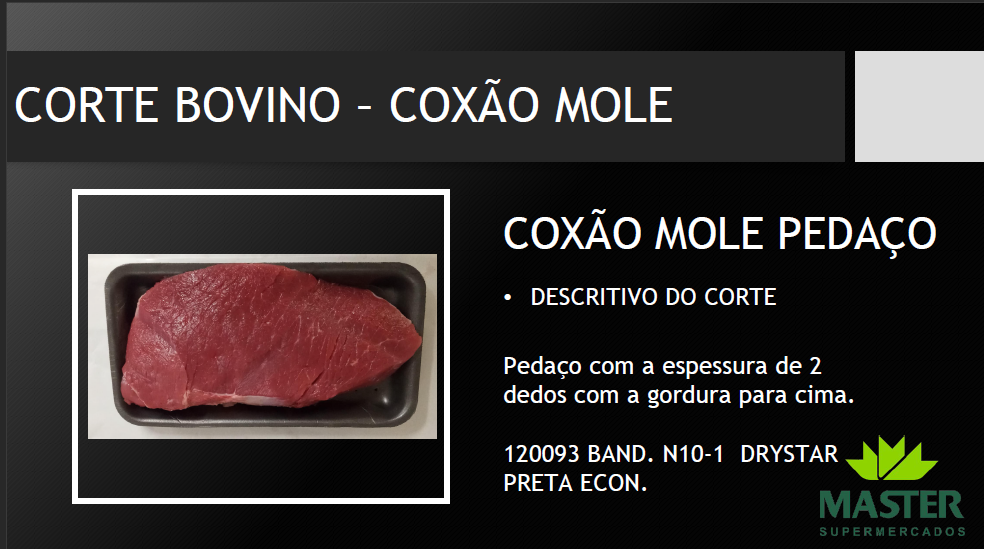 CORTE BOVINO – COXÃO MOLE
COXÃO MOLE PEDAÇO
• DESCRITIVO DO CORTE
Pedaço com a espessura de 2
dedos com a gordura para cima.
120093 BAND. N10-1 DRYSTAR
PRETA ECON.
MASTER
SUPERMERCADOS